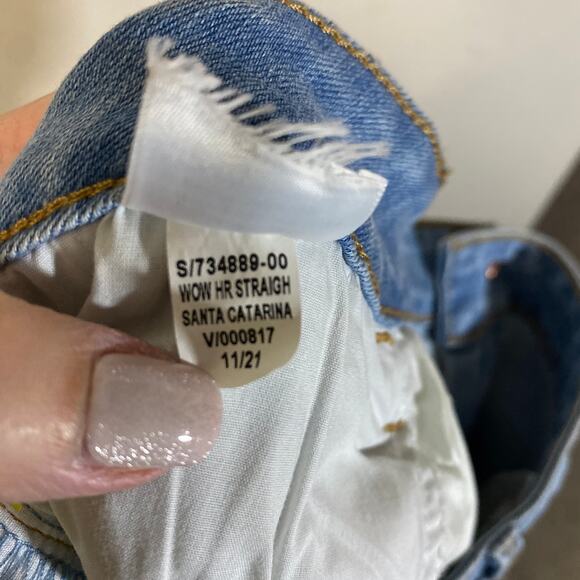 S/734889-00
WOW HR STRAIGH
SANTA CATARINA
V/000817
11/21